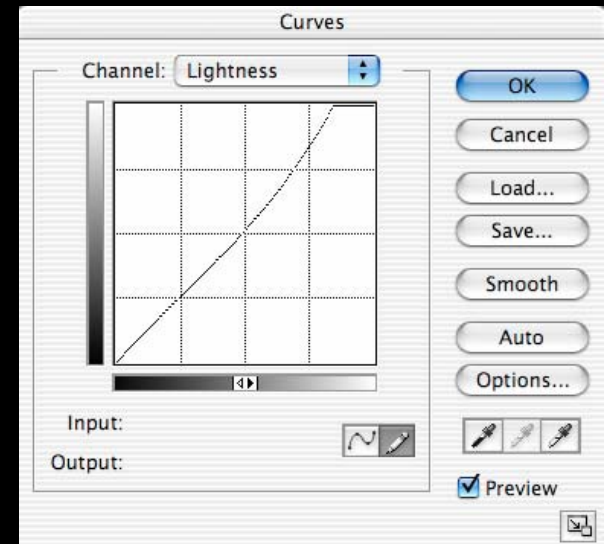 Curves
Channel: Lightness
OK
Cancel
Load...
Save...
Smooth
Auto
Options...
Input:
Output:
Preview